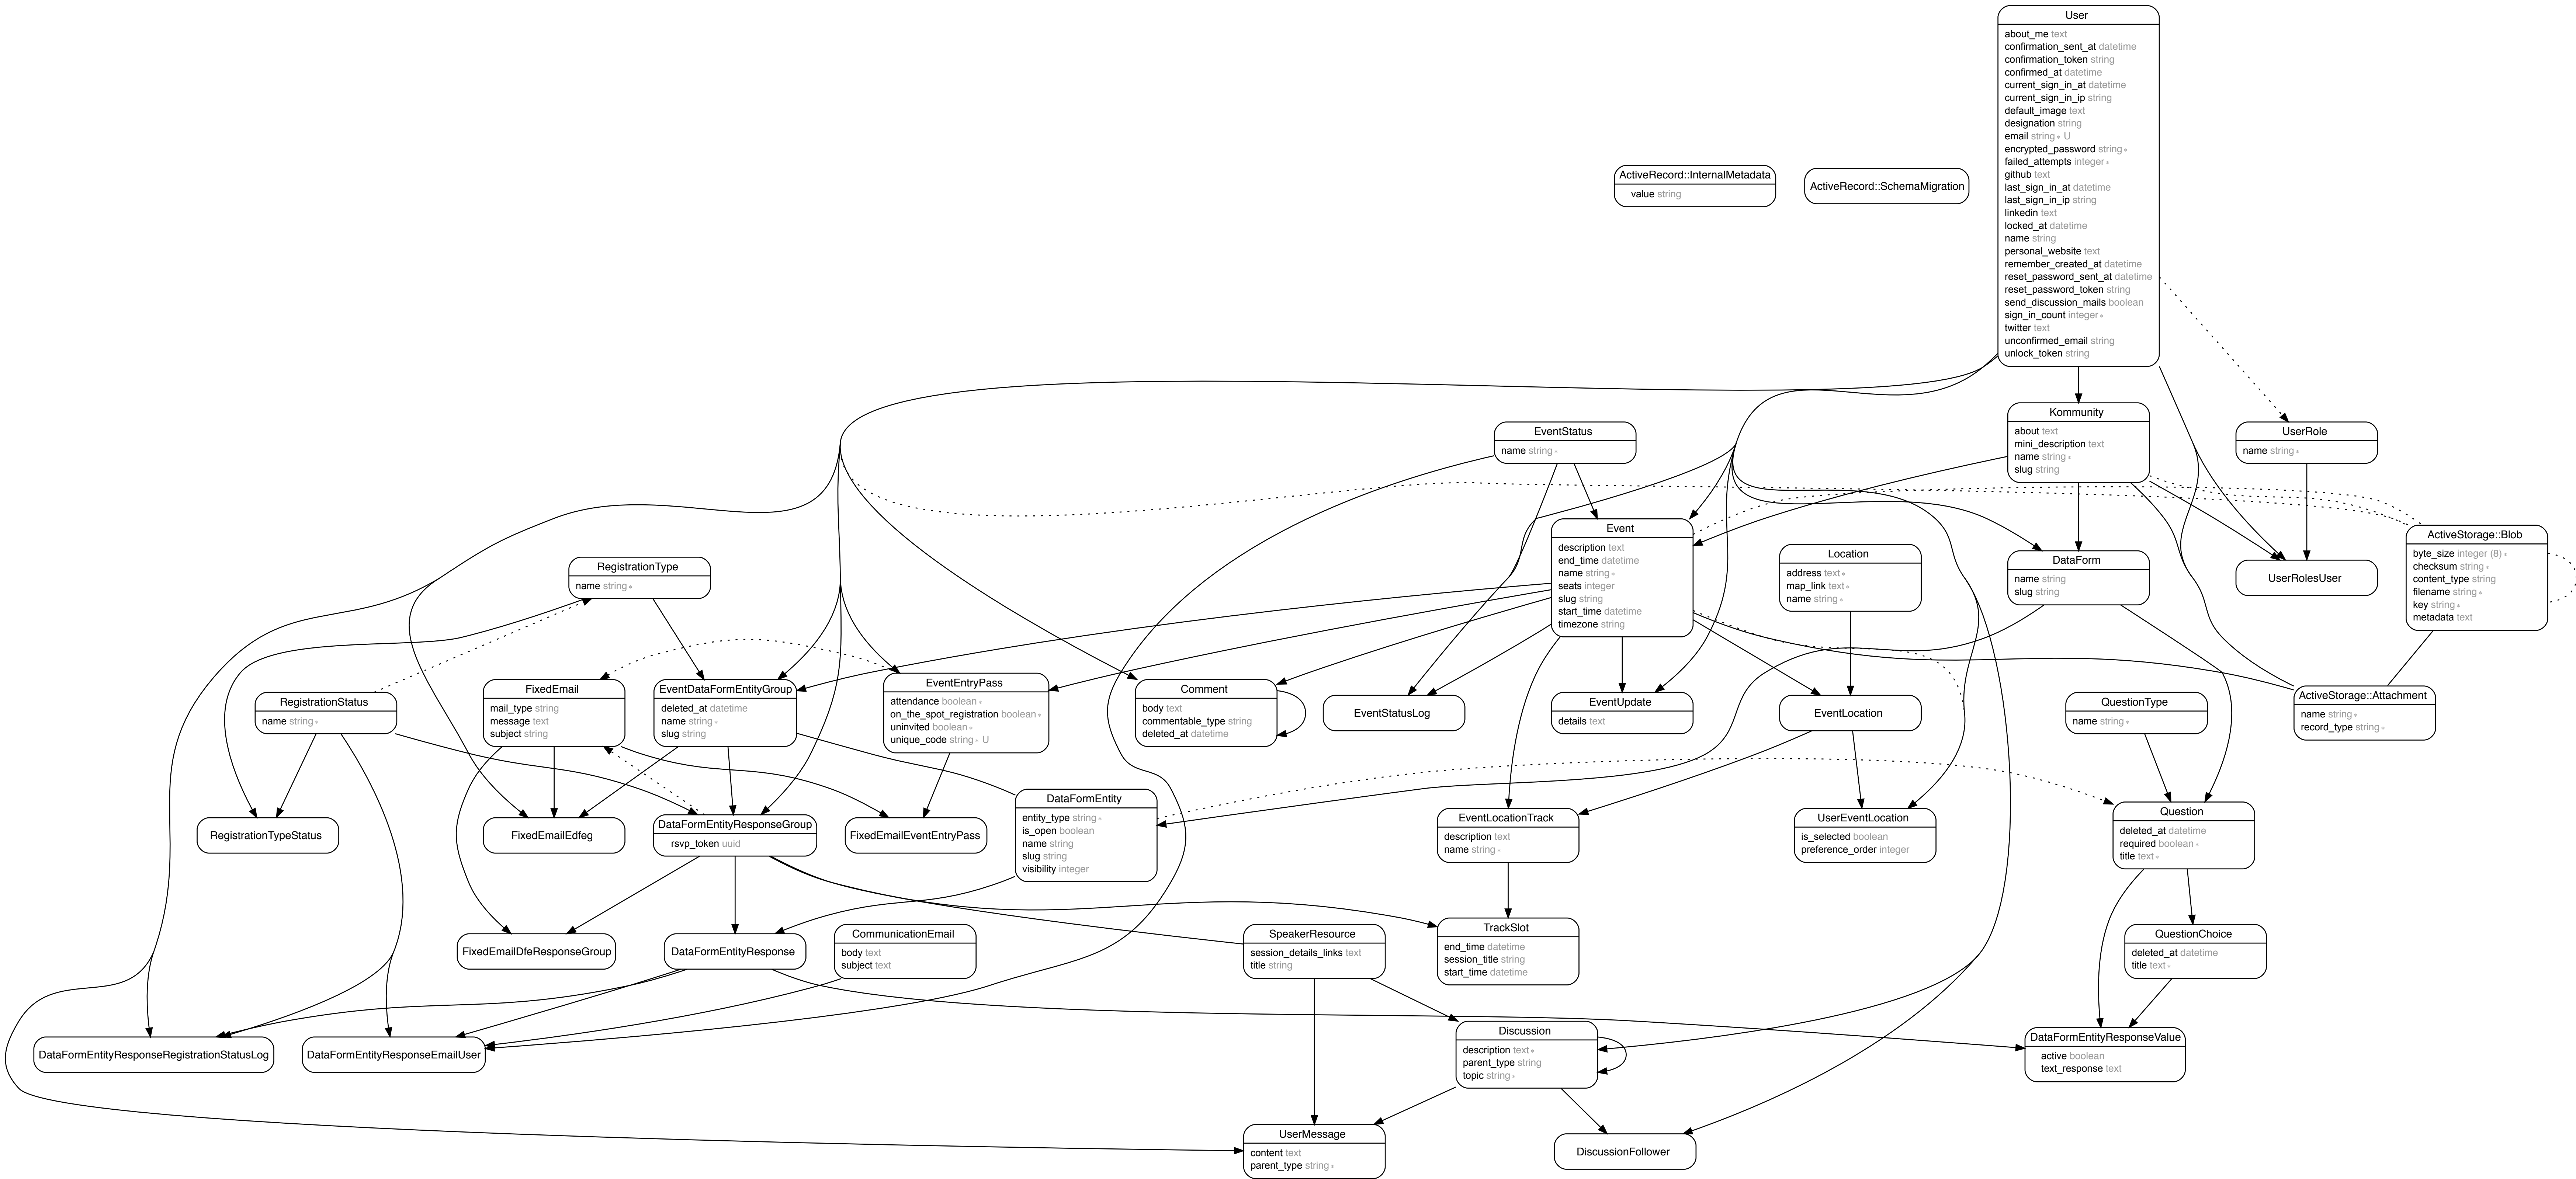 User
about_me text
confirmation_sent_at datetime
confirmation_token string
confirmed_at datetime
current_sign_in_at datetime
current_sign_in_ip string
default_image text
designation string
email string * U
encrypted_password string *
failed_attempts integer *
github text
last_sign_in_at datetime
last_sign_in_ip string
linkedin text
locked_at datetime
name string
personal_website text
remember_created_at datetime
reset_password_sent_at datetime
reset_password_token string
send_discussion_mails boolean
sign_in_count integer *
twitter text
unconfirmed_email string
unlock_token string
ActiveRecord::InternalMetadata
value string
ActiveRecord::SchemaMigration
Kommunity
about text
mini_description text
name string *
slug string
EventStatus
name string *
UserRole
name string *
Event
description text
end_time datetime
name string *
seats integer
slug string
start_time datetime
timezone string
Location
address text *
map_link text *
name string *
DataForm
name string
slug string
UserRolesUser
ActiveStorage::Blob
byte_size integer (8) *
checksum string *
content_type string
filename string *
key string *
metadata text
RegistrationType
name string *
RegistrationStatus
name string *
FixedEmail
mail_type string
message text
subject string
EventDataFormEntityGroup
deleted_at datetime
name string *
slug string
EventEntryPass
attendance boolean *
on_the_spot_registration boolean *
uninvited boolean *
unique_code string * U
Comment
body text
commentable_type string
deleted_at datetime
EventStatusLog
EventUpdate
details text
EventLocation
QuestionType
name string *
ActiveStorage::Attachment
name string *
record_type string *
RegistrationTypeStatus
FixedEmailEdfeg
DataFormEntityResponseGroup
rsvp_token uuid
FixedEmailEventEntryPass
DataFormEntity
entity_type string *
is_open boolean
name string
slug string
visibility integer
EventLocationTrack
description text
name string *
UserEventLocation
is_selected boolean
preference_order integer
Question
deleted_at datetime
required boolean *
title text *
FixedEmailDfeResponseGroup
DataFormEntityResponse
CommunicationEmail
body text
subject text
SpeakerResource
session_details_links text
title string
TrackSlot
end_time datetime
session_title string
start_time datetime
QuestionChoice
deleted_at datetime
title text *
DataFormEntityResponseRegistrationStatusLog
DataFormEntityResponseEmailUser
Discussion
description text *
parent_type string
topic string *
DataFormEntityResponseValue
active boolean
text_response text
UserMessage
content text
parent_type string *
DiscussionFollower